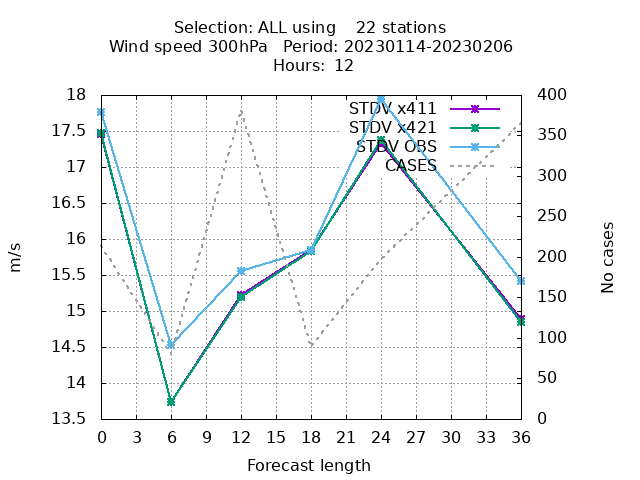 Selection: ALL using 22 stations
Wind speed 300hPa Period: 20230114-20230206
Hours: 12
18
17.5
17
16.5
16
15.5
15
14.5
14
13.5
m/s
STDV x411
STDV x421
STDV OBS
CASES
400
350
300
250
200
150
100
50
0
No cases
0 3 6 9 12 15 18 21 24 27 30 33 36
Forecast length